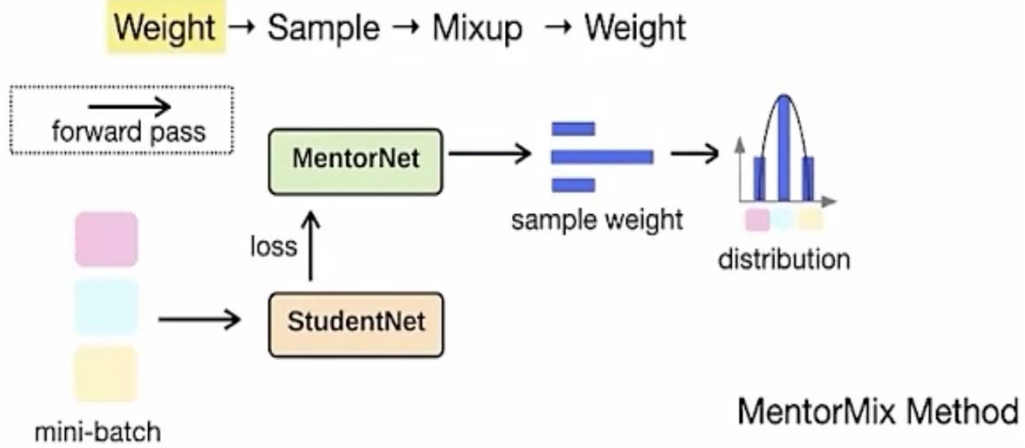 Weight → Sample → Mixup → Weight
forward pass
MentorNet
sample weight
distribution
loss
StudentNet
mini-batch
MentorMix Method